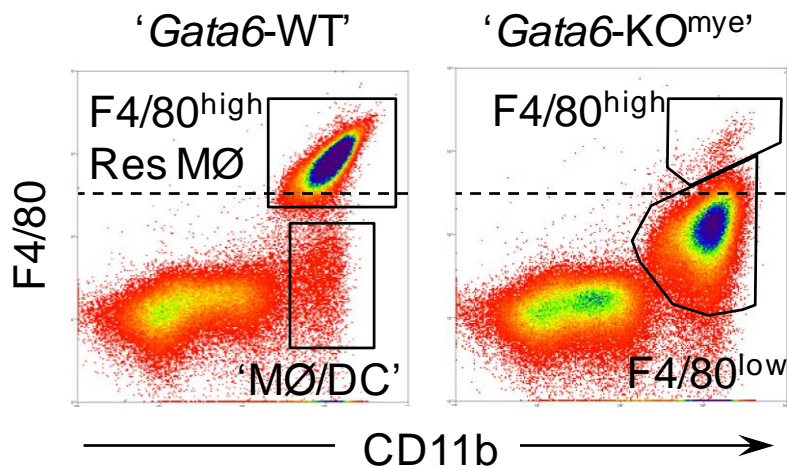 ‘Gata6-WT’
‘Gata6-KOmye’
F4/80high
Res MØ
F4/80high
‘MØ/DC’
F4/80low
F4/80
CD11b